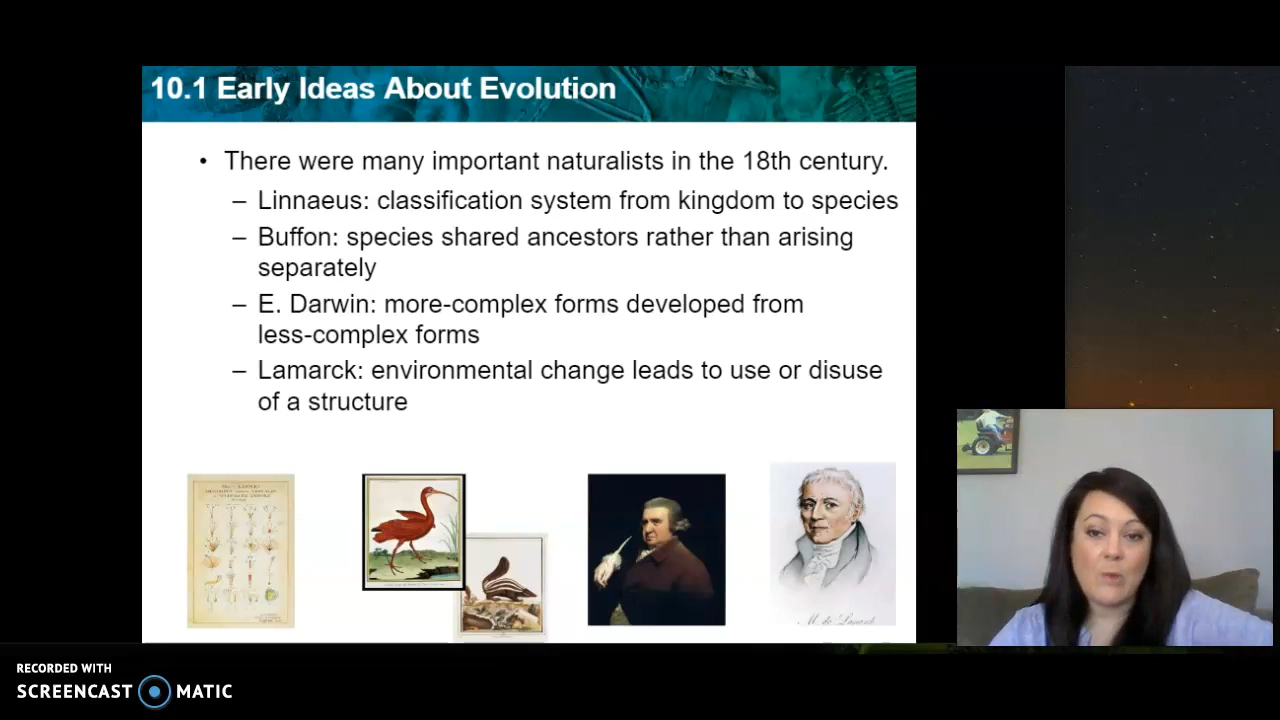 10.1 Early Ideas About Evolution
• There were many important naturalists in the 18th century.
– Linnaeus: classification system from kingdom to species
– Buffon: species shared ancestors rather than arising
separately
– E. Darwin: more-complex forms developed from
less-complex forms
– Lamarck: environmental change leads to use or disuse
of a structure
RECORDED WITH
SCREENCAST MATIC